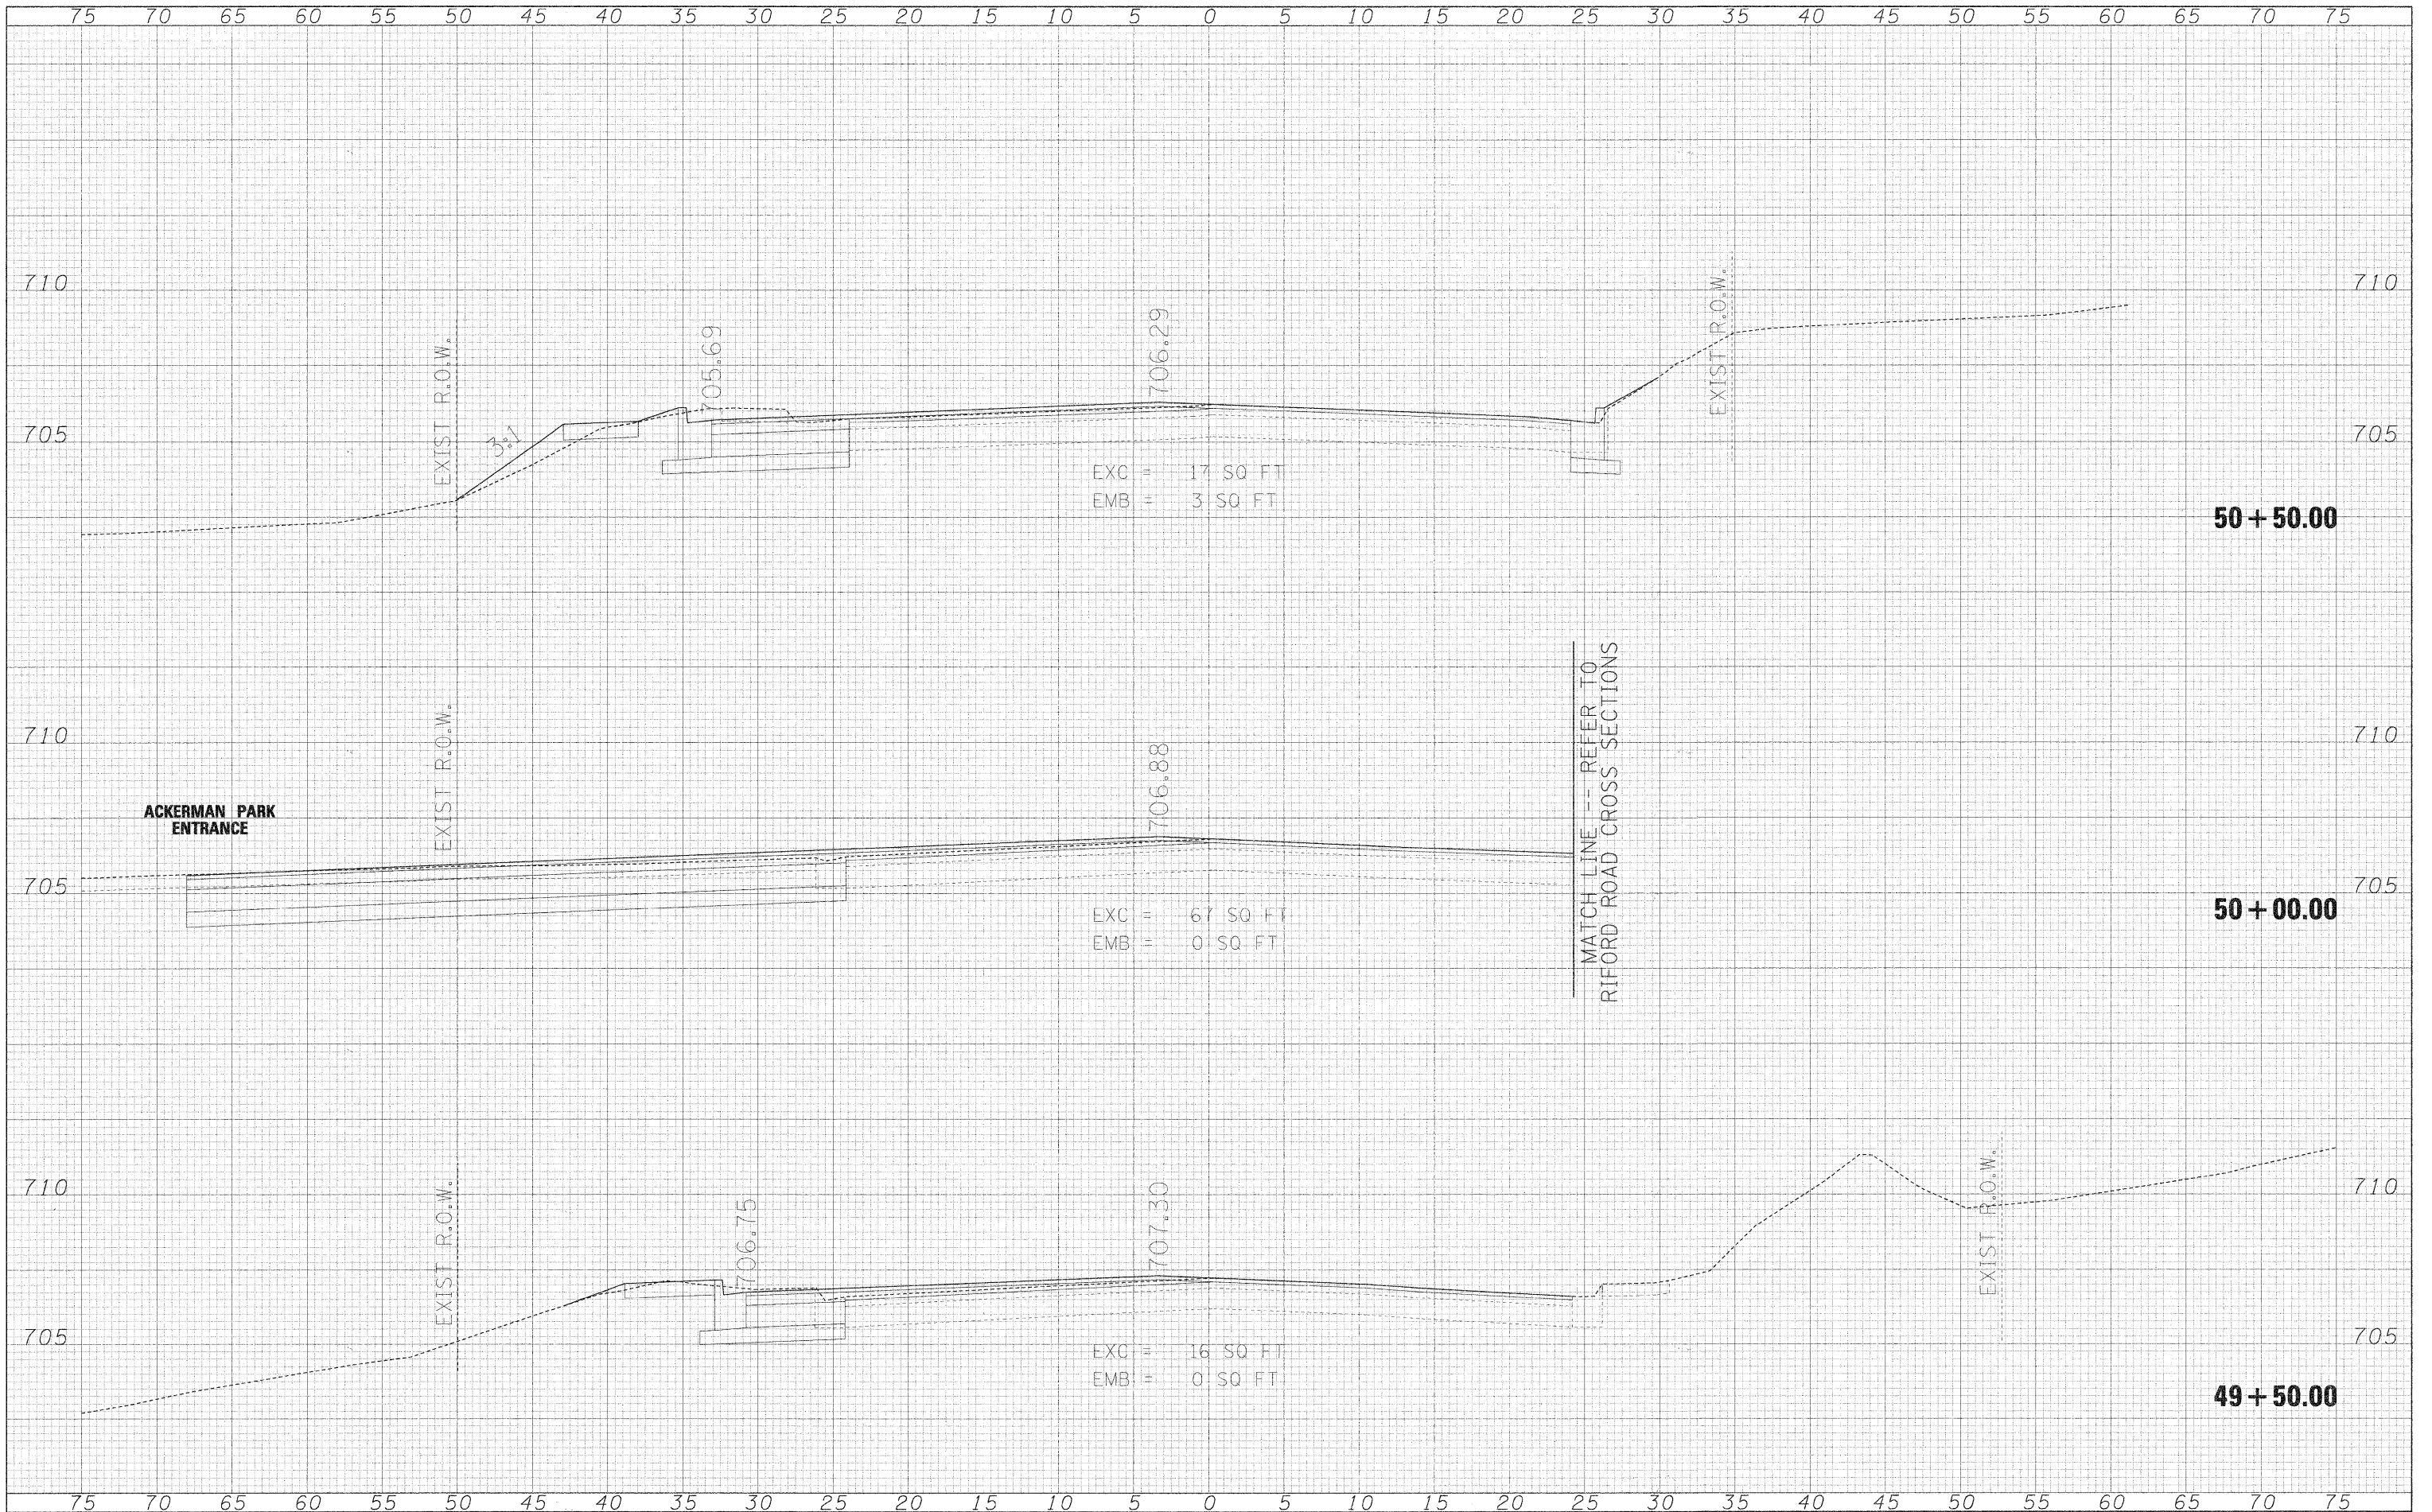 75 70 65 60 55 50 45 40 35 30 25 20 15 10 5 0 5 10 15 20 25 30 35 40 45 50 55 60 65 70 75
710
EXIST R.O.W.
705.69
706.29
EXIST R.O.W.
710
705
3:1
705
EXC = 17 SQ FT
EMB = 3 SQ FT
50+50.00
710
EXIST R.O.W.
706.88
MATCH LINE -- REFER TO
RIFORD ROAD CROSS SECTIONS
710
ACKERMAN PARK
ENTRANCE
705
705
EXC = 67 SQ FT
EMB = 0 SQ FT
50+00.00
710
EXIST R.O.W.
706.75
707.30
EXIST R.O.W.
710
705
705
EXC = 16 SQ FT
EMB = 0 SQ FT
49+50.00
75 70 65 60 55 50 45 40 35 30 25 20 15 10 5 0 5 10 15 20 25 30 35 40 45 50 55 60 65 70 75